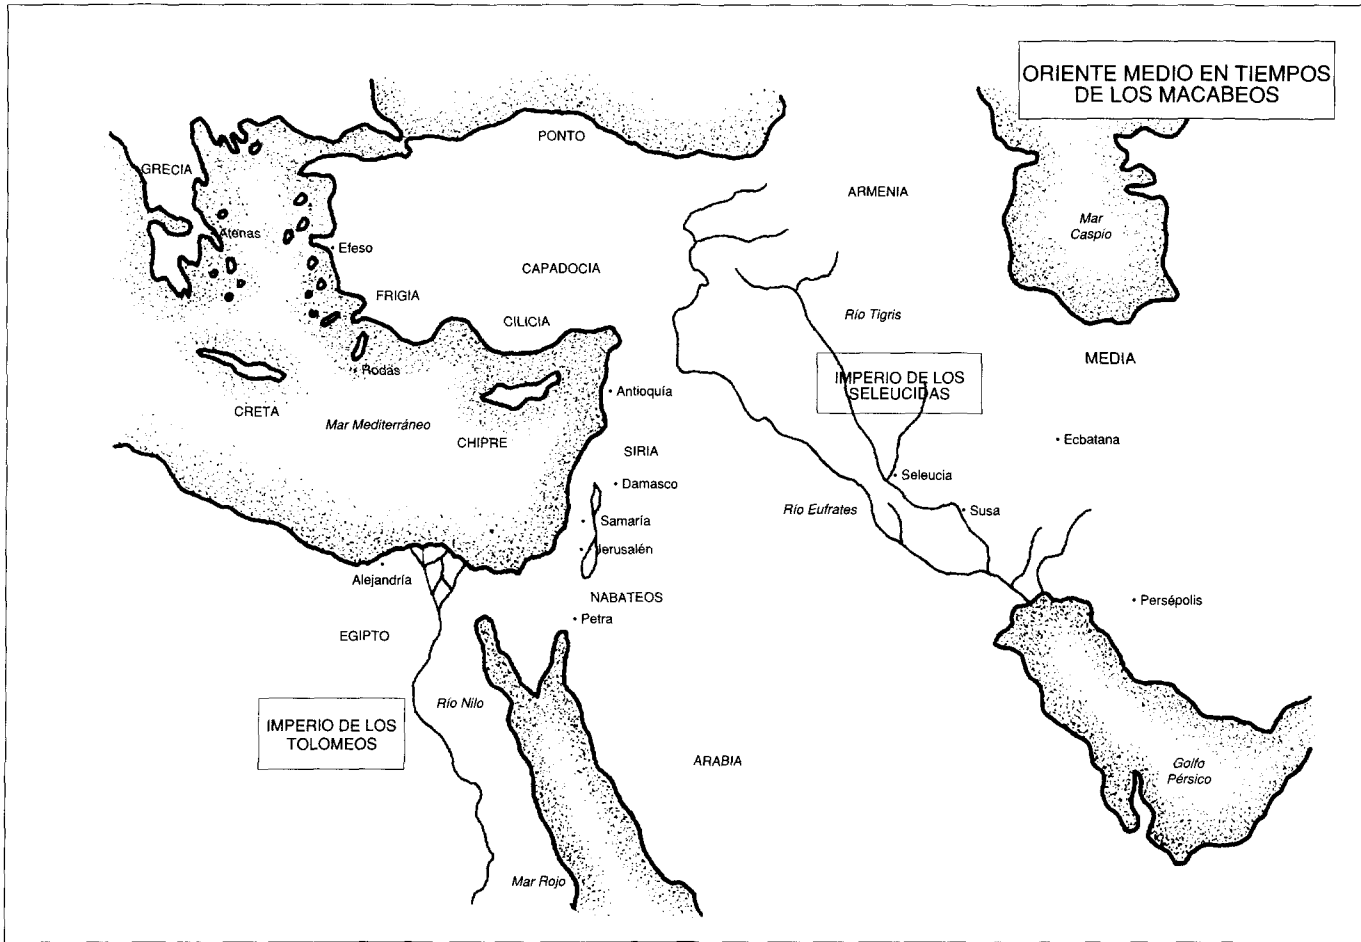 ORIENTE MEDIO EN TIEMPOS
DE LOS MACABEOS
PONTO
GRECIA
ARMENIA
Mar
Caspio
Atenas
Efeso
CAPADOCIA
FRIGIA
Río Tigris
CILICIA
MEDIA
Rodas
IMPERIO DE LOS
SELEUCIDAS
Antioquía
CRETA
Mar Mediterráneo
CHIPRE
Ecbatana
SIRIA
Seleucia
Damasco
Río Eufrates
Susa
Samaría
Jerusalén
Alejandría
NABATEOS
Persépolis
Petra
EGIPTO
Río Nilo
IMPERIO DE LOS
TOLOMEOS
ARABIA
Golfo
Pérsico
Mar Rojo